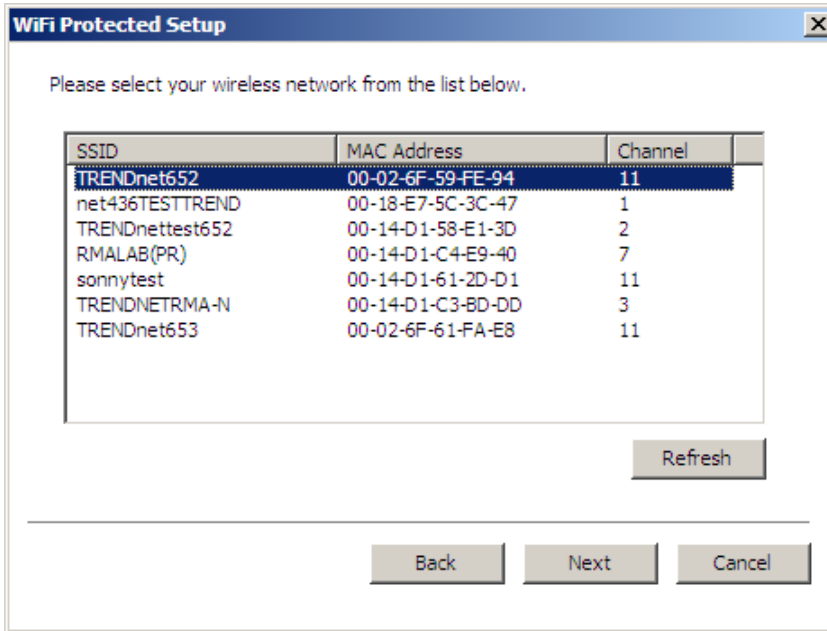 WiFi Protected Setup
Please select your wireless network from the list below.
SSID MAC Address Channel
TRENDnet652 00-02-6F-59-FE-94 11
net436TESTTREND 00-18-E7-5C-3C-47 1
TRENDnettest652 00-14-D1-58-E1-3D 2
RMALAB(PR) 00-14-D1-C4-E9-40 7
sonnytest 00-14-D1-61-2D-D1 11
TRENDNETRMA-N 00-14-D1-C3-BD-DD 3
TRENDnet653 00-02-6F-61-FA-E8 11
Refresh
Back Next Cancel